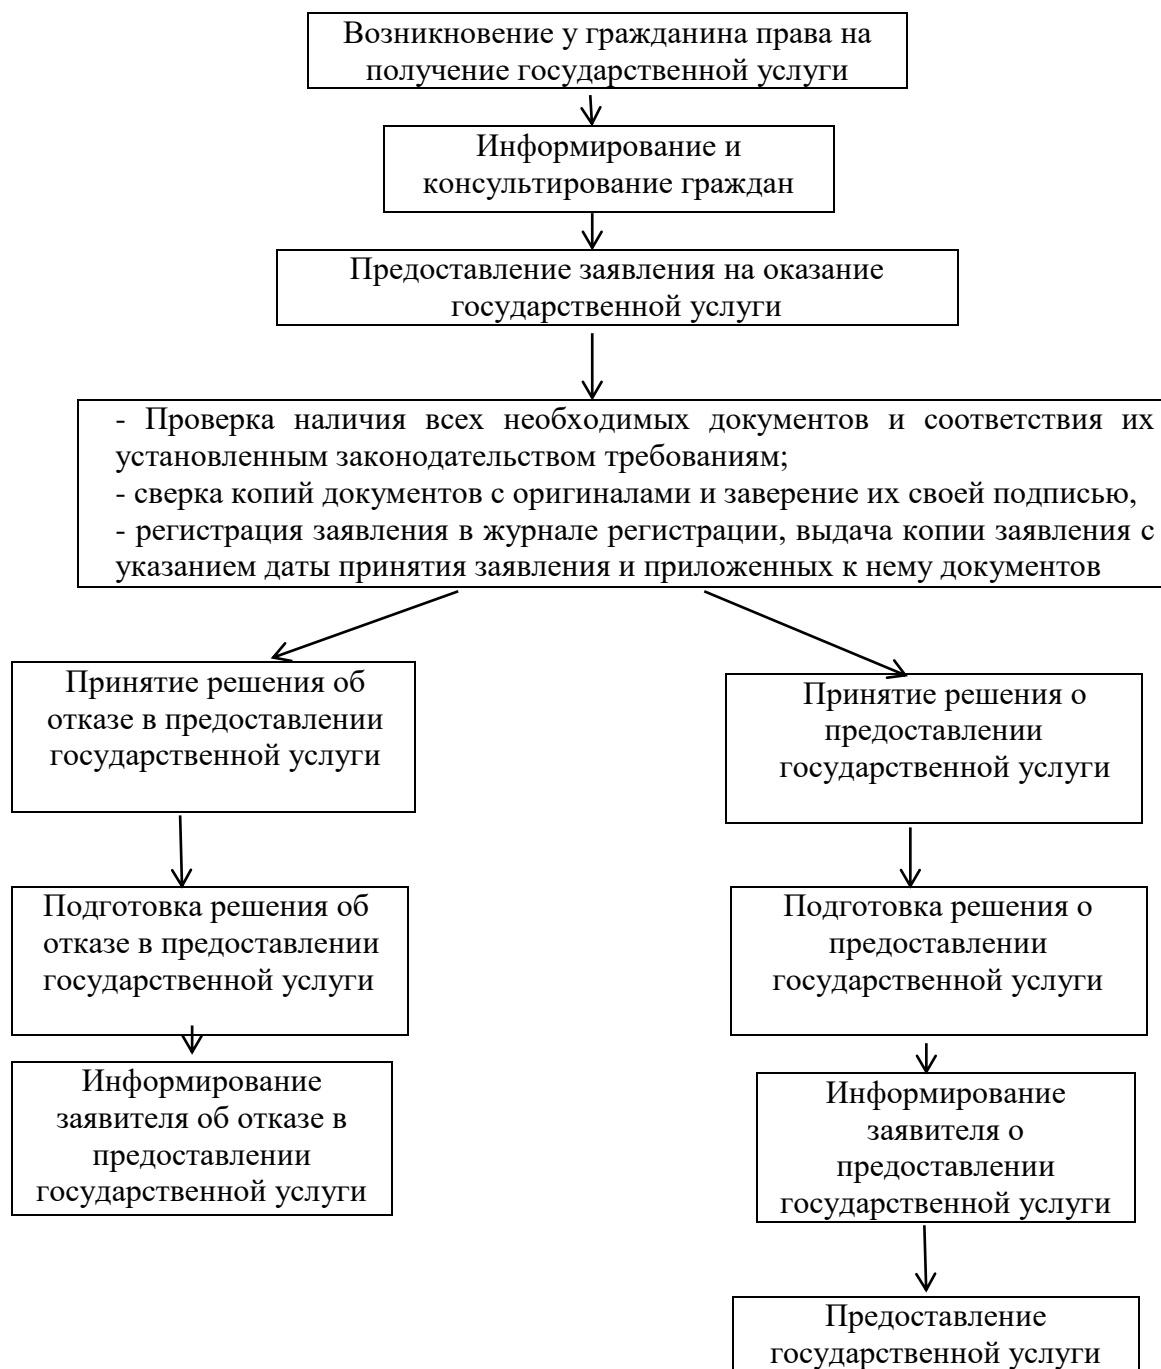 Возникновение у гражданина права на
получение государственной услуги
Информирование и
консультирование граждан
Предоставление заявления на оказание
государственной услуги
- Проверка наличия всех необходимых документов и соответствия их
установленным законодательством требованиям;
- сверка копий документов с оригиналами и заверение их своей подписью,
- регистрация заявления в журнале регистрации, выдача копии заявления с
указанием даты принятия заявления и приложенных к нему документов
Принятие решения об
отказе в предоставлении
государственной услуги
Принятие решения о
предоставлении
государственной услуги
Подготовка решения об
отказе в предоставлении
государственной услуги
Подготовка решения о
предоставлении
государственной услуги
Информирование
заявителя об отказе в
предоставлении
государственной услуги
Информирование
заявителя о
предоставлении
государственной услуги
Предоставление
государственной услуги